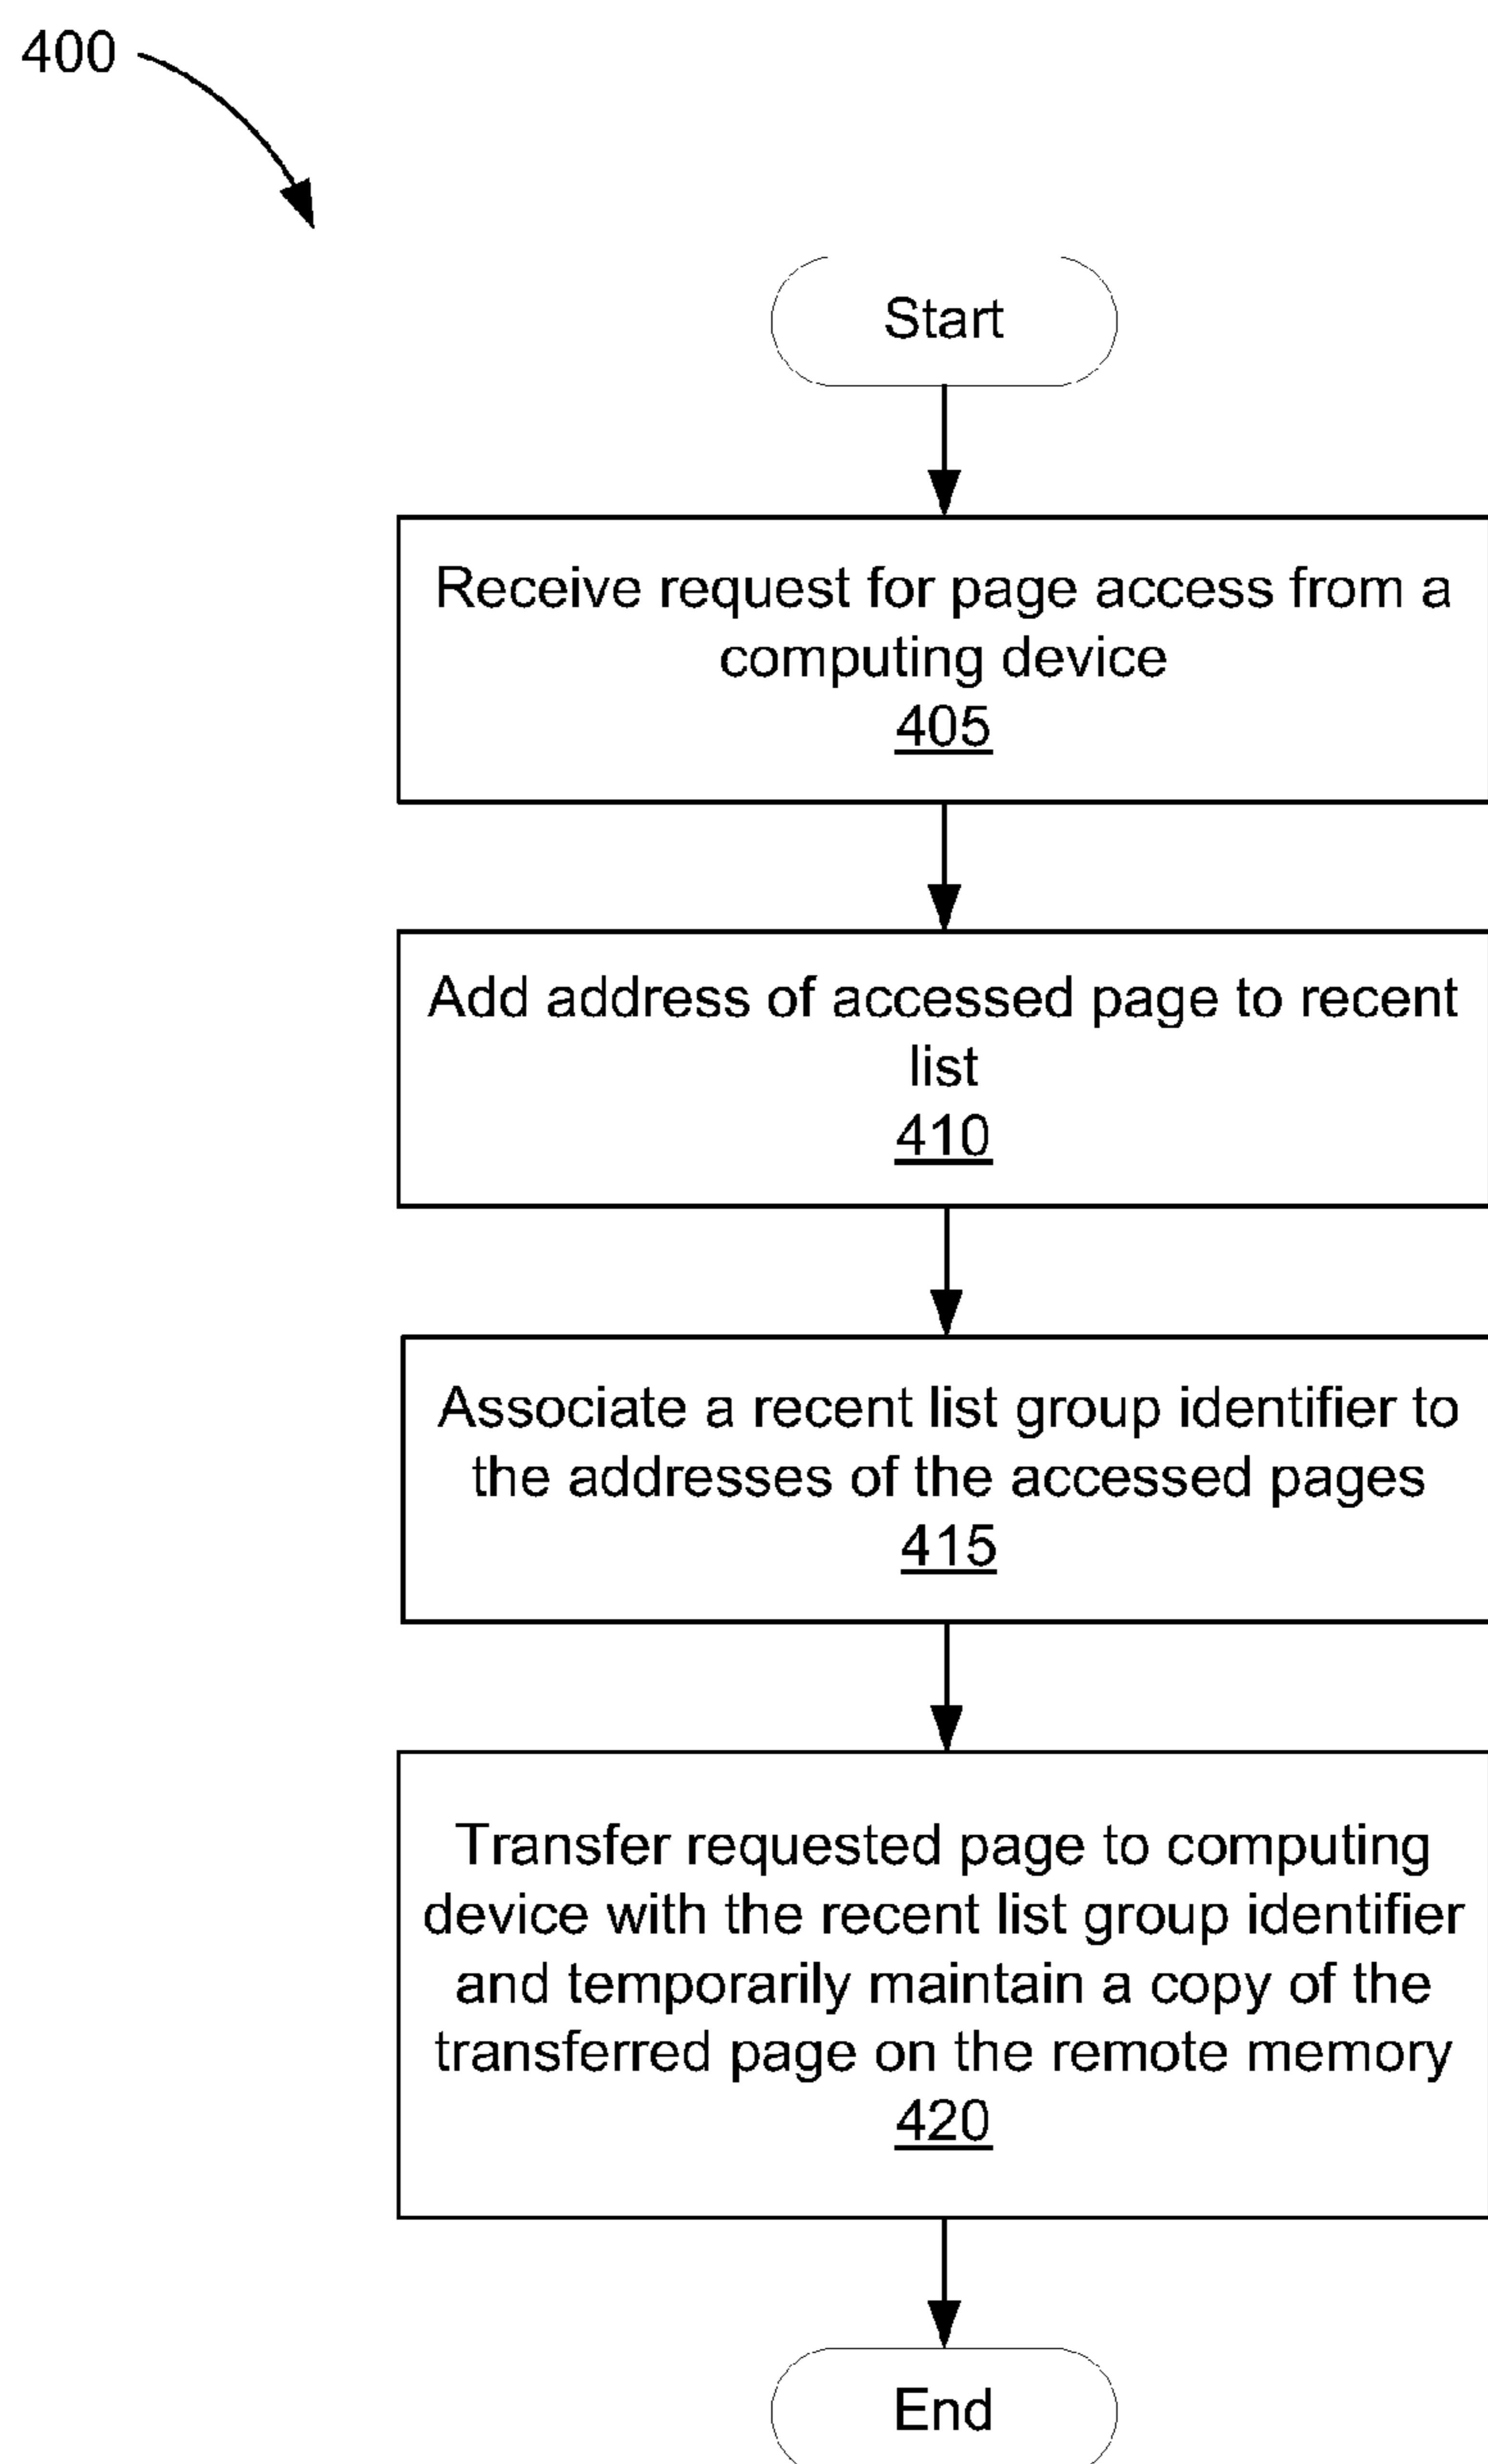 400
Start
Receive request for page access from a
computing device
405
Add address of accessed page to recent
list
410
Associate a recent list group identifier to
the addresses of the accessed pages
415
Transfer requested page to computing
device with the recent list group identifier
and temporarily maintain a copy of the
transferred page on the remote memory
420
End